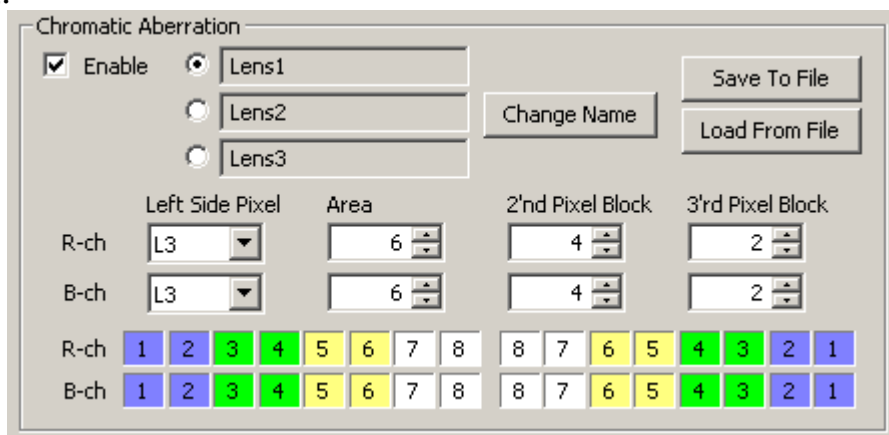 Chromatic Aberration
Enable Lens1 Save To File
Lens2 Change Name Load From File
Lens3
Left Side Pixel Area 2'nd Pixel Block 3'rd Pixel Block
R-ch L3 6 4 2
B-ch L3 6 4 2
R-ch 1 2 3 4 5 6 7 8 8 7 6 5 4 3 2 1
B-ch 1 2 3 4 5 6 7 8 8 7 6 5 4 3 2 1